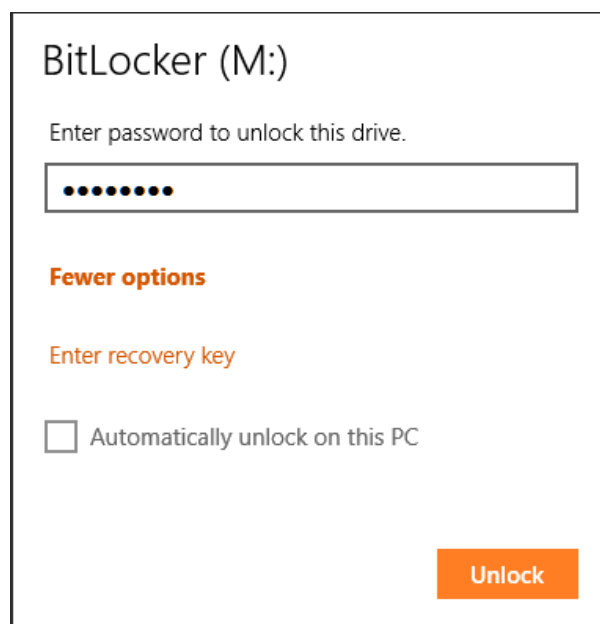 BitLocker (M:)
Enter password to unlock this drive.
••••••••
Fewer options
Enter recovery key
Automatically unlock on this PC
Unlock